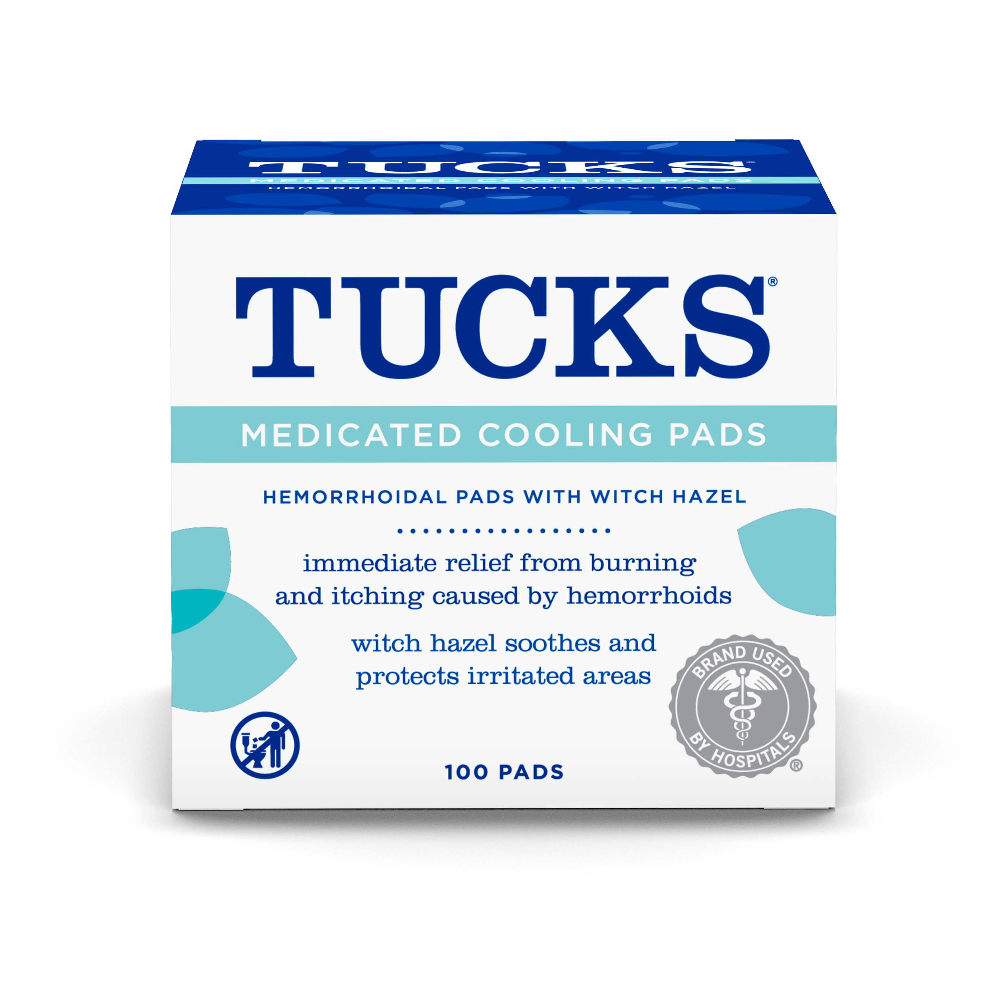 TUCKS®
MEDICATED COOLING PADS
HEMORRHOIDAL PADS WITH WITCH HAZEL
TUCKS®
MEDICATED COOLING PADS
HEMORRHOIDAL PADS WITH WITCH HAZEL
immediate relief from burning
and itching caused by hemorrhoids
witch hazel soothes and
protects irritated areas
BRAND USED
BY HOSPITALS®
100 PADS